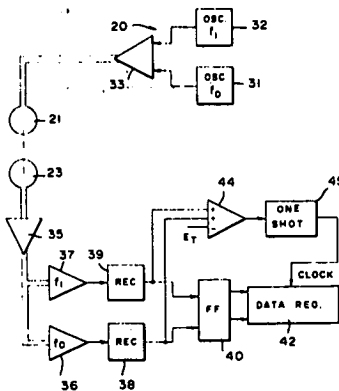 20
OSC.
f1
32
33
OSC
f0
31
21
23
35
37
f1
39
REC
44
+
+
−
ET
ONE
SHOT
CLOCK
FF
40
DATA REG.
42
f0
36
REC
38